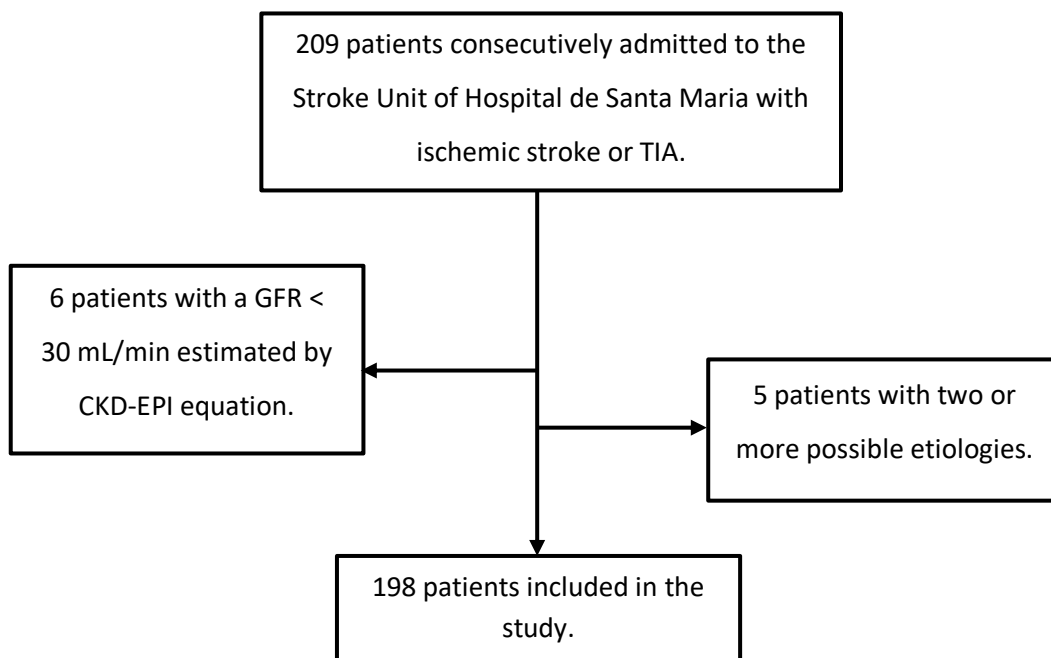 209 patients consecutively admitted to the
Stroke Unit of Hospital de Santa Maria with
ischemic stroke or TIA.
6 patients with a GFR <
30 mL/min estimated by
CKD-EPI equation.
5 patients with two or
more possible etiologies.
198 patients included in the
study.